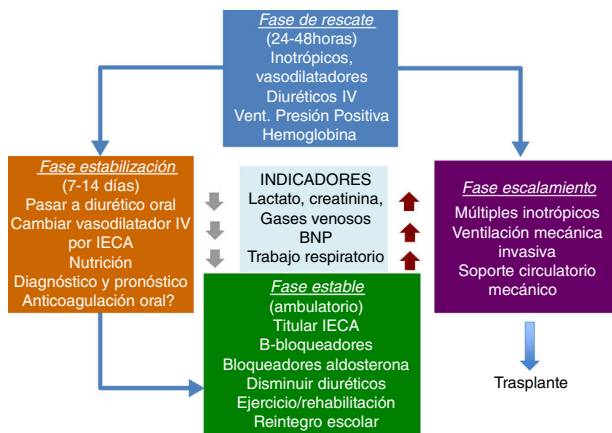 Fase de rescate
(24-48horas)
Inotrópicos,
vasodilatadores
Diuréticos IV
Vent. Presión Positiva
Hemoglobina
Fase estabilización
(7-14 días)
Pasar a diurético oral
Cambiar vasodilatador IV
por IECA
Nutrición
Diagnóstico y pronóstico
Anticoagulación oral?
INDICADORES
Lactato, creatinina,
Gases venosos
BNP
Trabajo respiratorio
Fase escalamiento
Múltiples inotrópicos
Ventilación mecánica
invasiva
Soporte circulatorio
mecánico
Fase estable
(ambulatorio)
Titular IECA
B-bloqueadores
Bloqueadores aldosterona
Disminuir diuréticos
Ejercicio/rehabilitación
Reintegro escolar
Trasplante